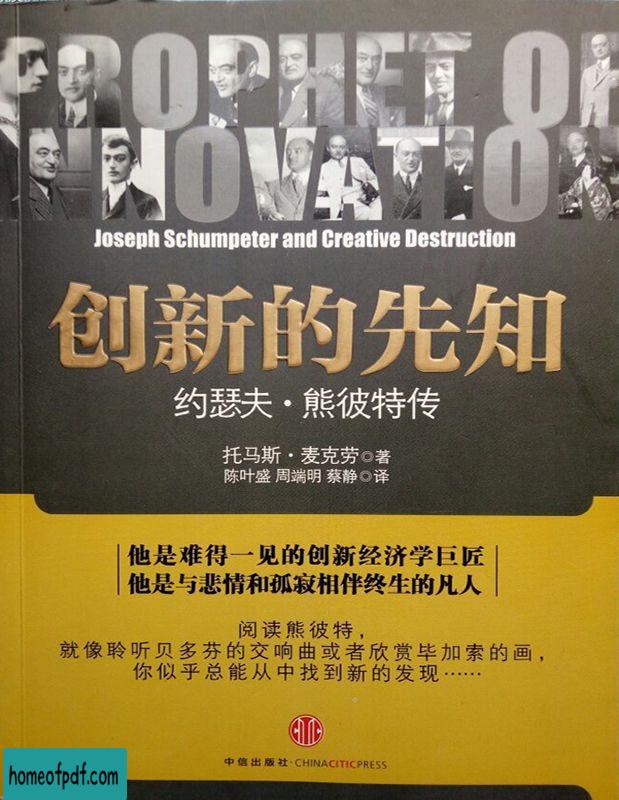 PROPHET OF
INNOVATION
Joseph Schumpeter and Creative Destruction
创新的先知
约瑟夫·熊彼特传
托马斯·麦克劳◎著
陈叶盛 周端明 蔡静◎译
他是难得一见的创新经济学巨匠
他是与悲情和孤寂相伴终生的凡人
阅读熊彼特，
就像聆听贝多芬的交响曲或者欣赏毕加索的画，
你似乎总能从中找到新的发现……
中信出版社·CHINACITICPRESS
homeofpdf.com